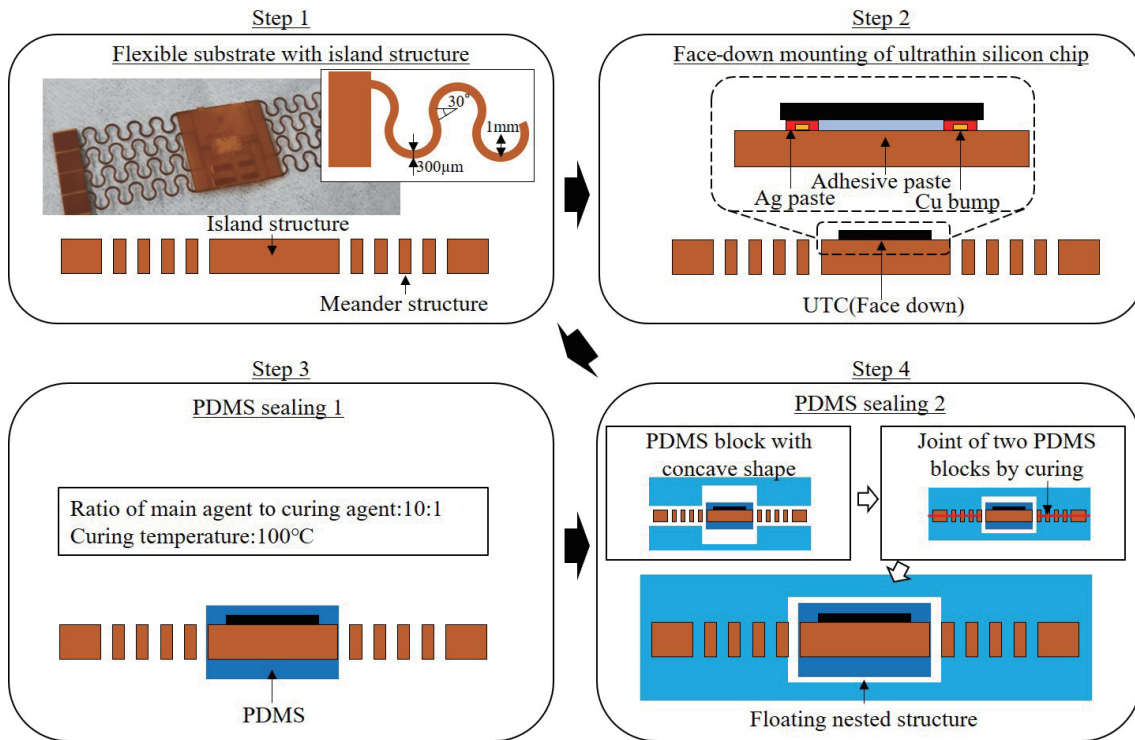 Step 1
Flexible substrate with island structure
30°
1mm
300μm
Island structure
Meander structure
Step 2
Face-down mounting of ultrathin silicon chip
Adhesive paste
Ag paste
Cu bump
UTC(Face down)
Step 3
PDMS sealing 1
Ratio of main agent to curing agent:10:1
Curing temperature:100℃
PDMS
Step 4
PDMS sealing 2
PDMS block with
concave shape
Joint of two PDMS
blocks by curing
Floating nested structure